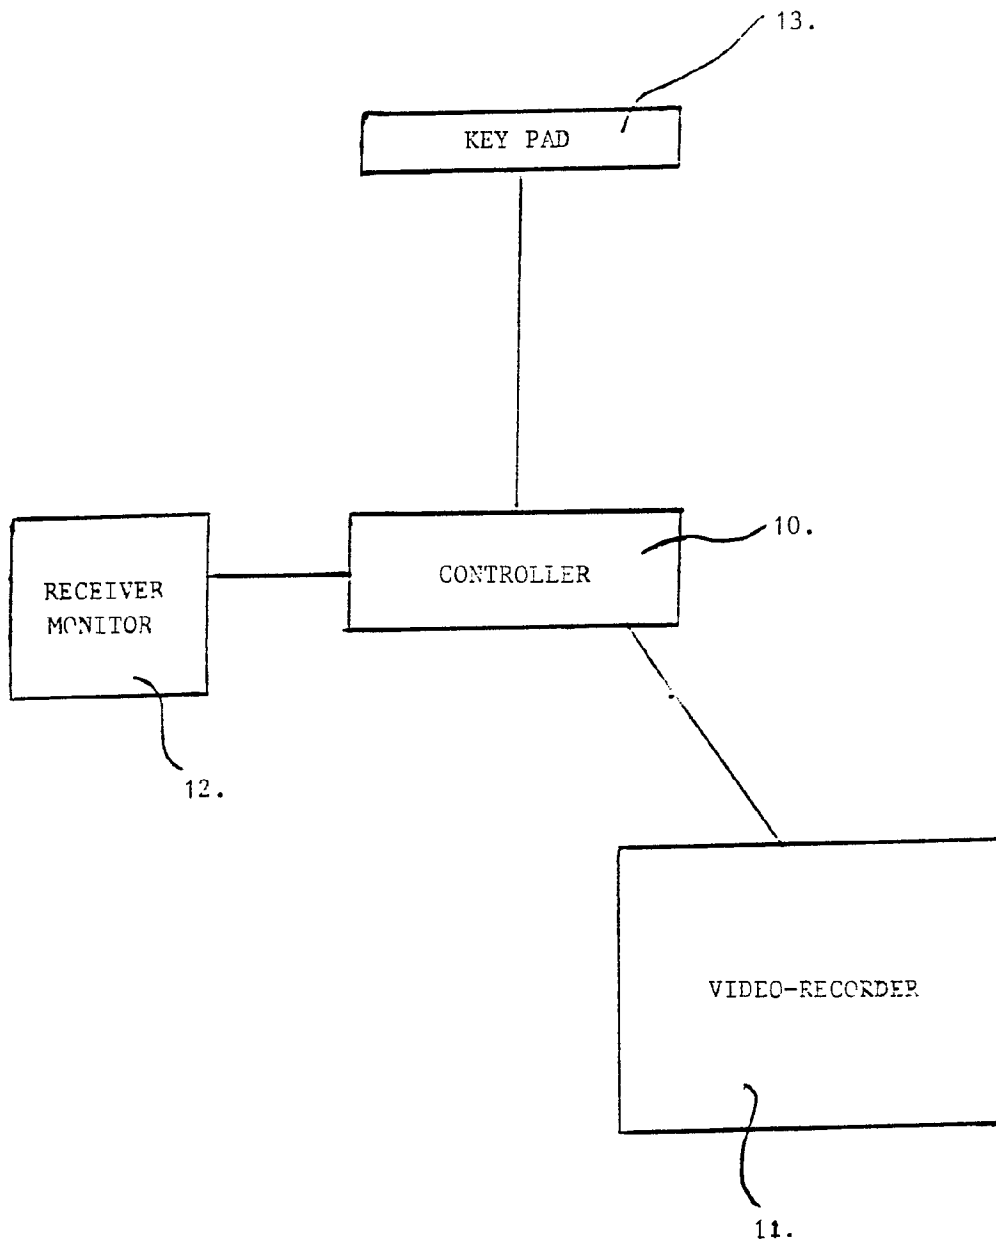 13.
KEY PAD
10.
CONTROLLER
RECEIVER
MONITOR
12.
VIDEO-RECORDER
11.